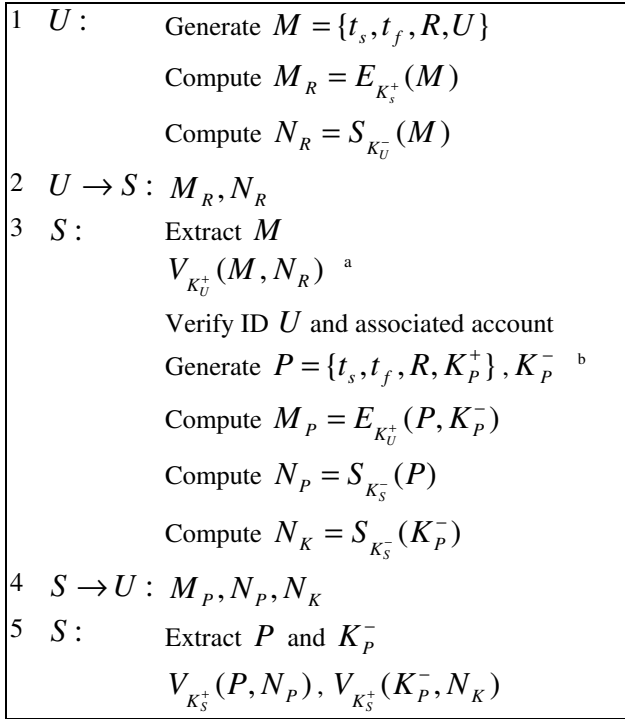 1 U : Generate M = {t_s, t_f, R, U}
Compute M_R = E_{K_s^+}(M)
Compute N_R = S_{K_U^-}(M)
2 U → S : M_R, N_R
3 S : Extract M
V_{K_U^+}(M, N_R) a
Verify ID U and associated account
Generate P = {t_s, t_f, R, K_P^+}, K_P^- b
Compute M_P = E_{K_U^+}(P, K_P^-)
Compute N_P = S_{K_S^-}(P)
Compute N_K = S_{K_S^-}(K_P^-)
4 S → U : M_P, N_P, N_K
5 S : Extract P and K_P^-
V_{K_S^+}(P, N_P), V_{K_S^+}(K_P^-, N_K)